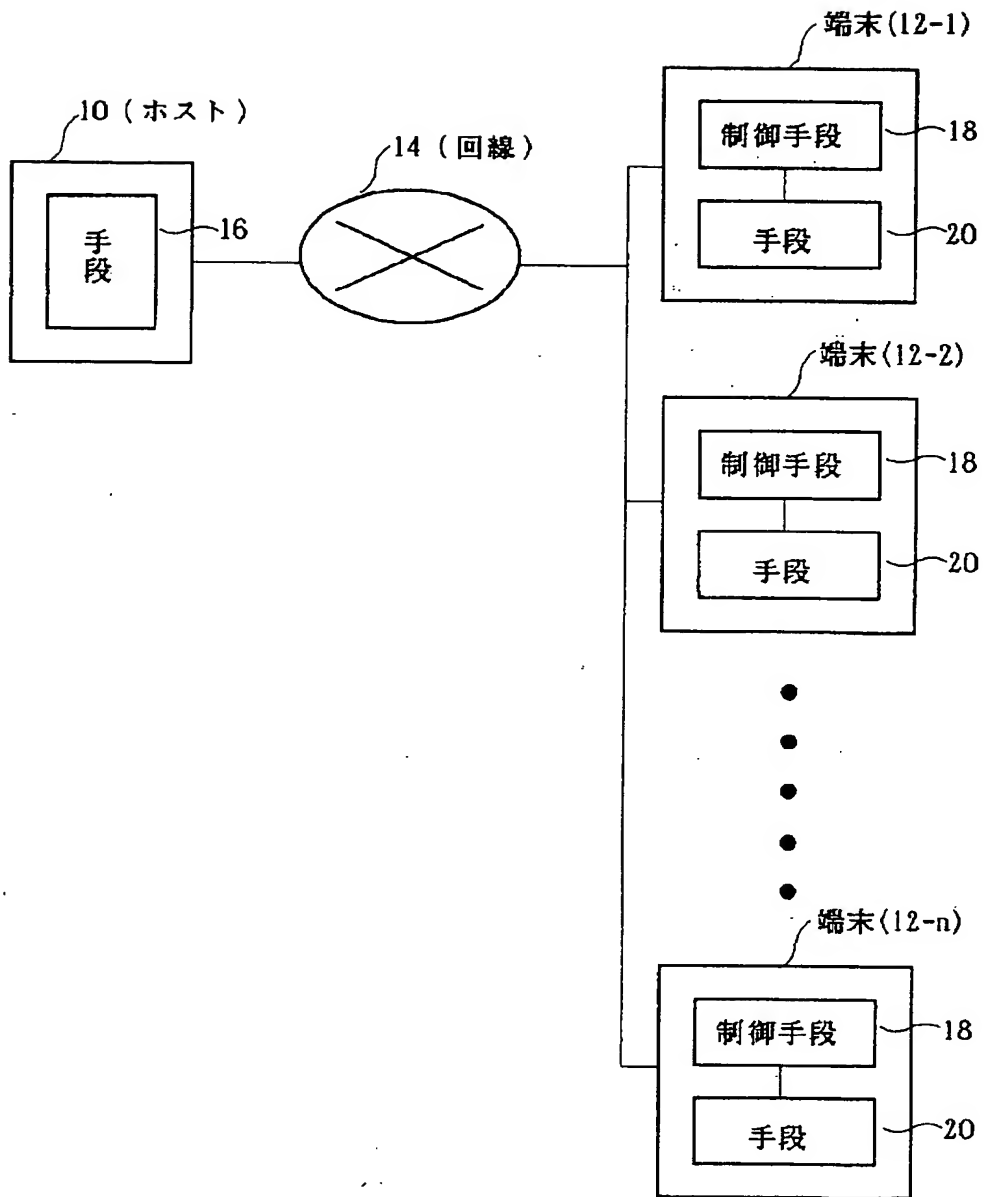 10（ホスト）
手段
16
14（回線）
端末(12-1)
制御手段
18
手段
20
端末(12-2)
制御手段
18
手段
20
端末(12-n)
制御手段
18
手段
20